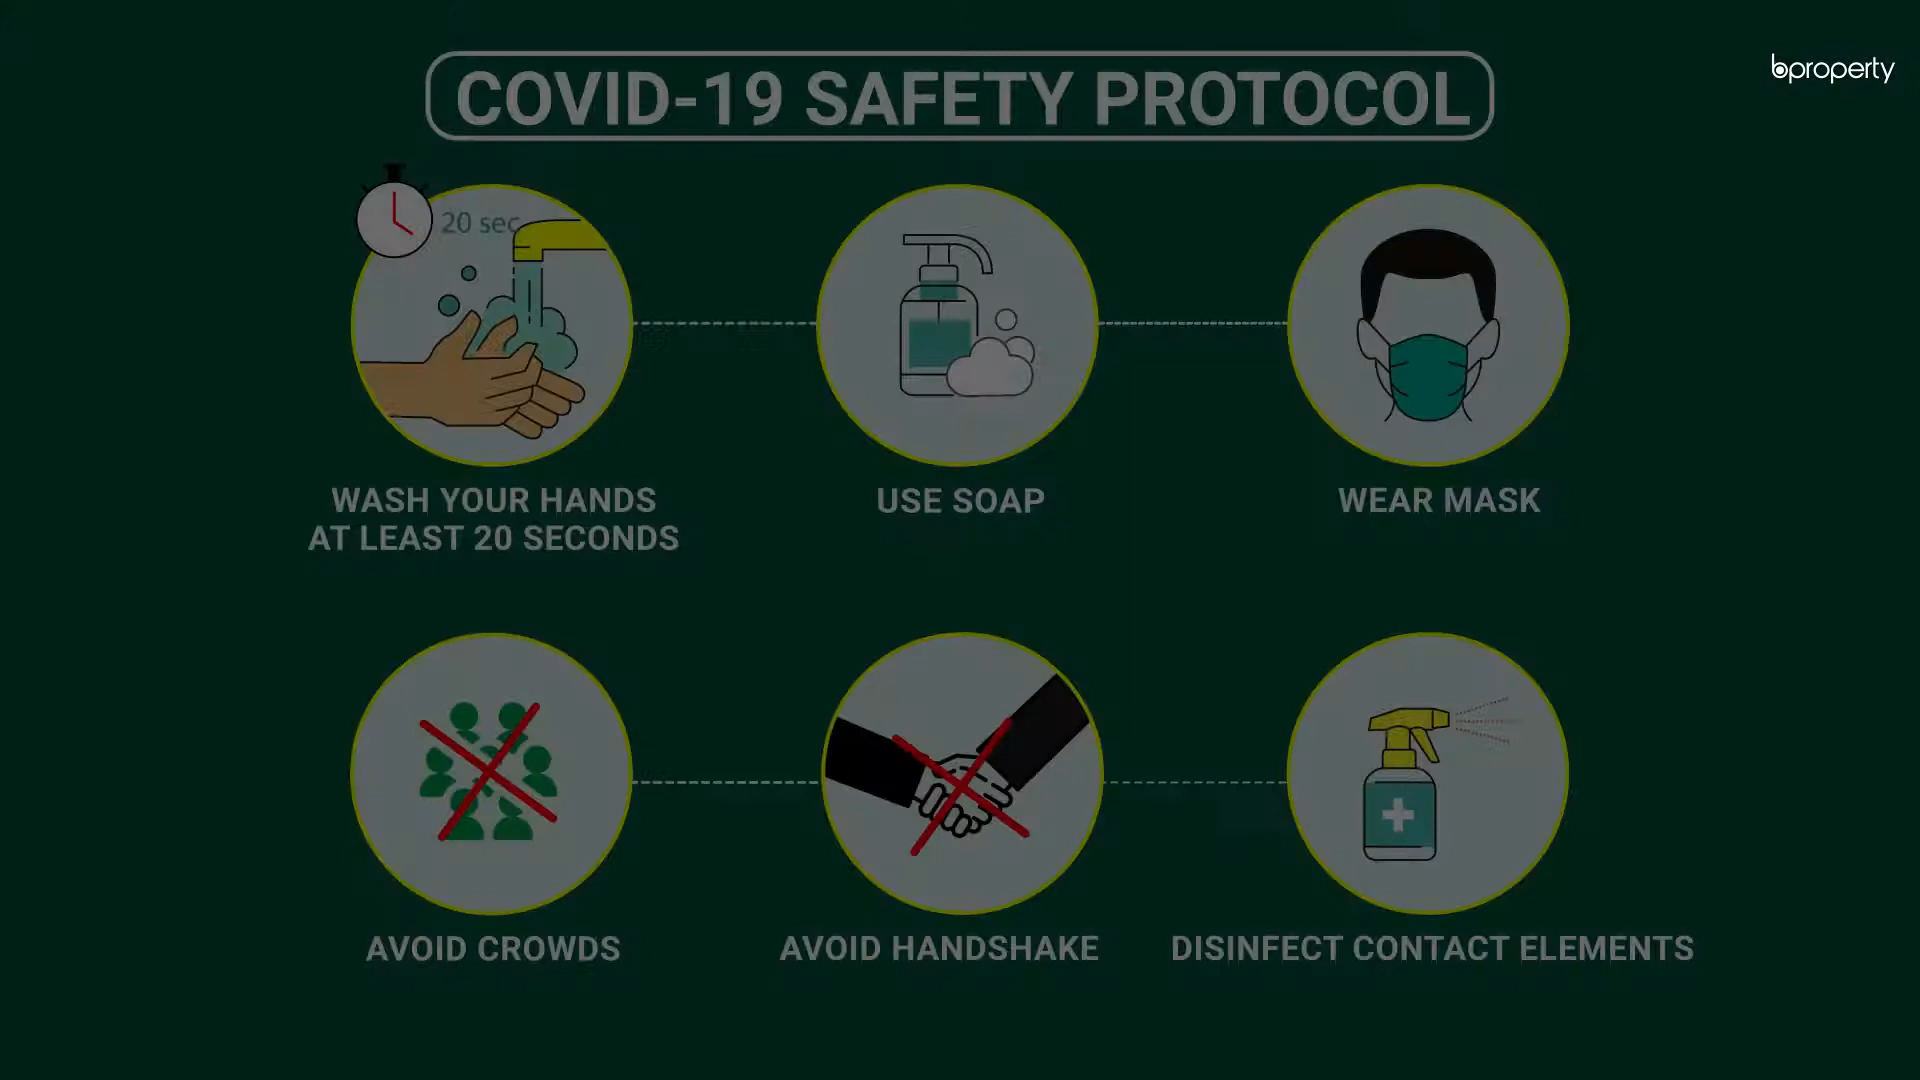 bproperty
COVID-19 SAFETY PROTOCOL
20 sec
WASH YOUR HANDS
AT LEAST 20 SECONDS
USE SOAP
WEAR MASK
AVOID CROWDS
AVOID HANDSHAKE
DISINFECT CONTACT ELEMENTS